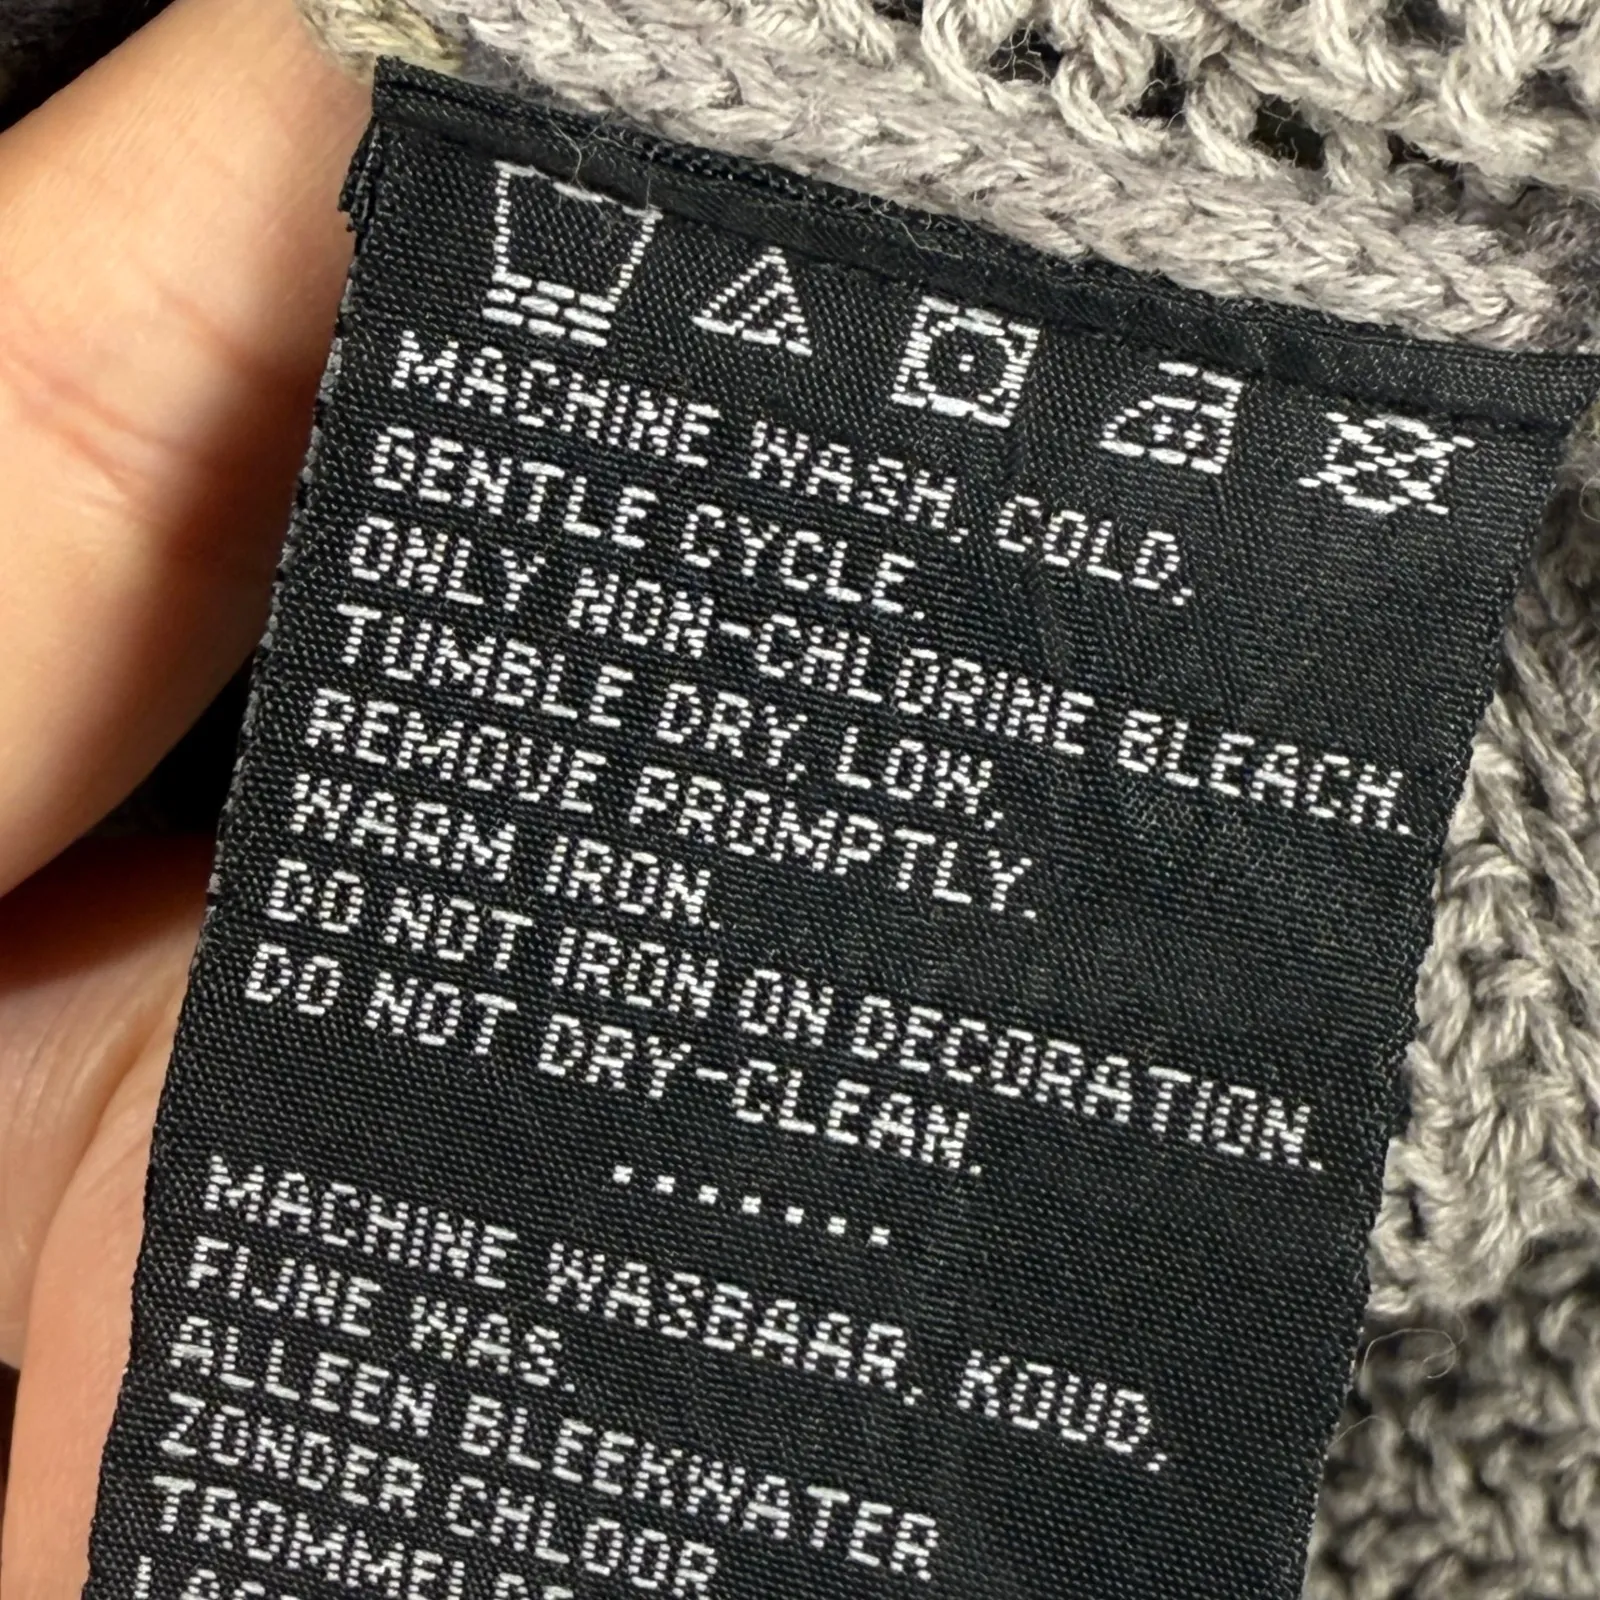 MACHINE WASH, COLD,
GENTLE CYCLE.
ONLY NON-CHLORINE BLEACH.
TUMBLE DRY, LOW,
REMOVE PROMPTLY.
WARM IRON.
DO NOT IRON ON DECORATION.
DO NOT DRY-CLEAN.
.......
MACHINE WASBAAR, KOUD,
FIJNE WAS.
ALLEEN BLEEKWATER
ZONDER CHLOOR